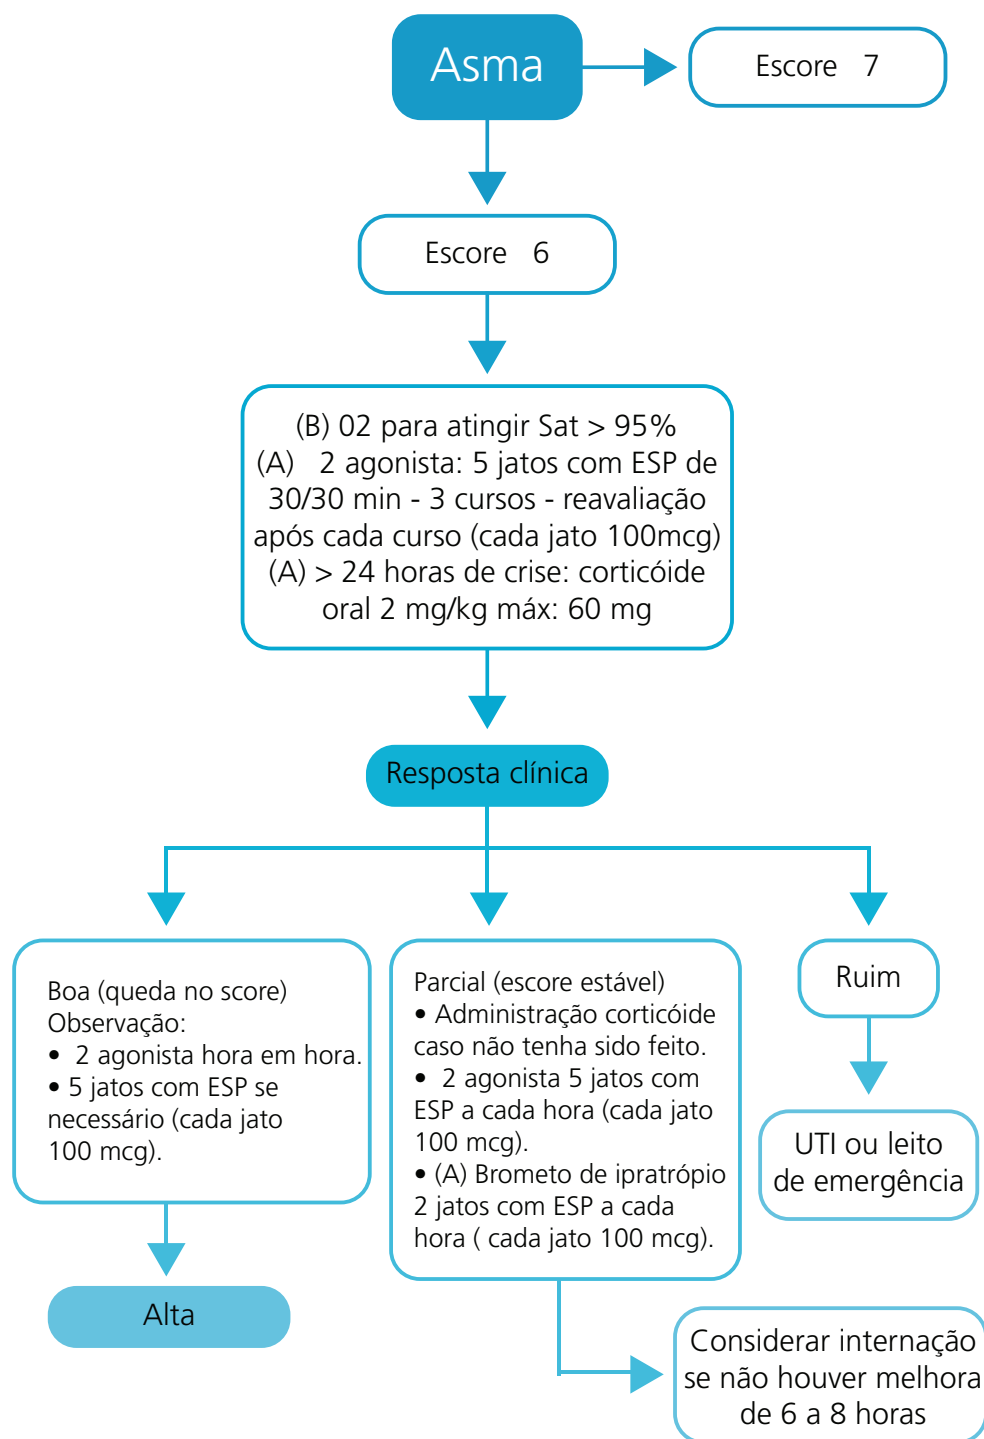 Asma
Escore 7
Escore 6
(B) 02 para atingir Sat > 95%
(A) 2 agonista: 5 jatos com ESP de
30/30 min - 3 cursos - reavaliação
após cada curso (cada jato 100mcg)
(A) > 24 horas de crise: corticóide
oral 2 mg/kg máx: 60 mg
Resposta clínica
Boa (queda no score)
Observação:
• 2 agonista hora em hora.
• 5 jatos com ESP se
necessário (cada jato
100 mcg).
Alta
Parcial (escore estável)
• Administração corticóide
caso não tenha sido feito.
• 2 agonista 5 jatos com
ESP a cada hora (cada jato
100 mcg).
• (A) Brometo de ipratrópio
2 jatos com ESP a cada
hora ( cada jato 100 mcg).
Considerar internação
se não houver melhora
de 6 a 8 horas
Ruim
UTI ou leito
de emergência